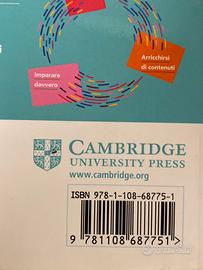 Arricchirsi
di contenuti
Imparare
davvero
CAMBRIDGE
UNIVERSITY PRESS
www.cambridge.org
ISBN 978-1-108-68775-1
9 781108 687751 >